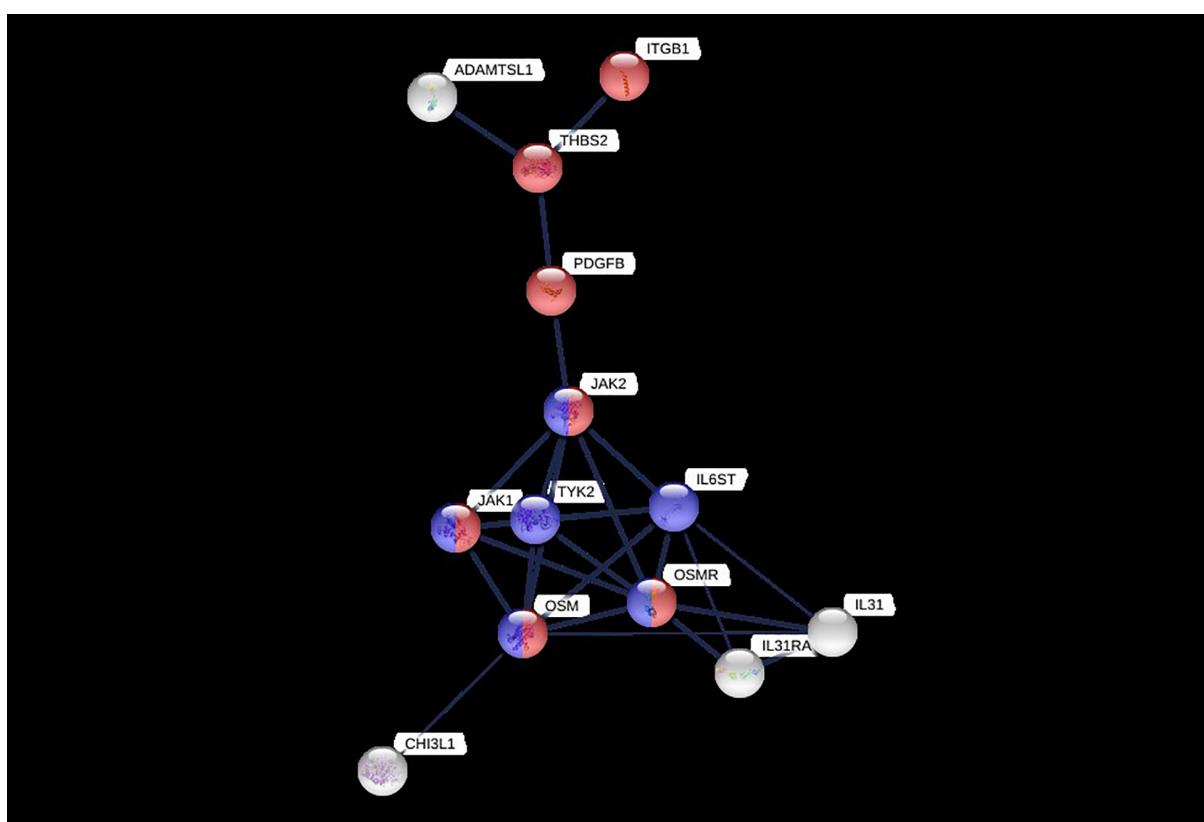 ITGB1
ADAMTSL1
THBS2
PDGFB
JAK2
IL6ST
TYK2
JAK1
OSMR
OSM
IL31
IL31RA
CHI3L1